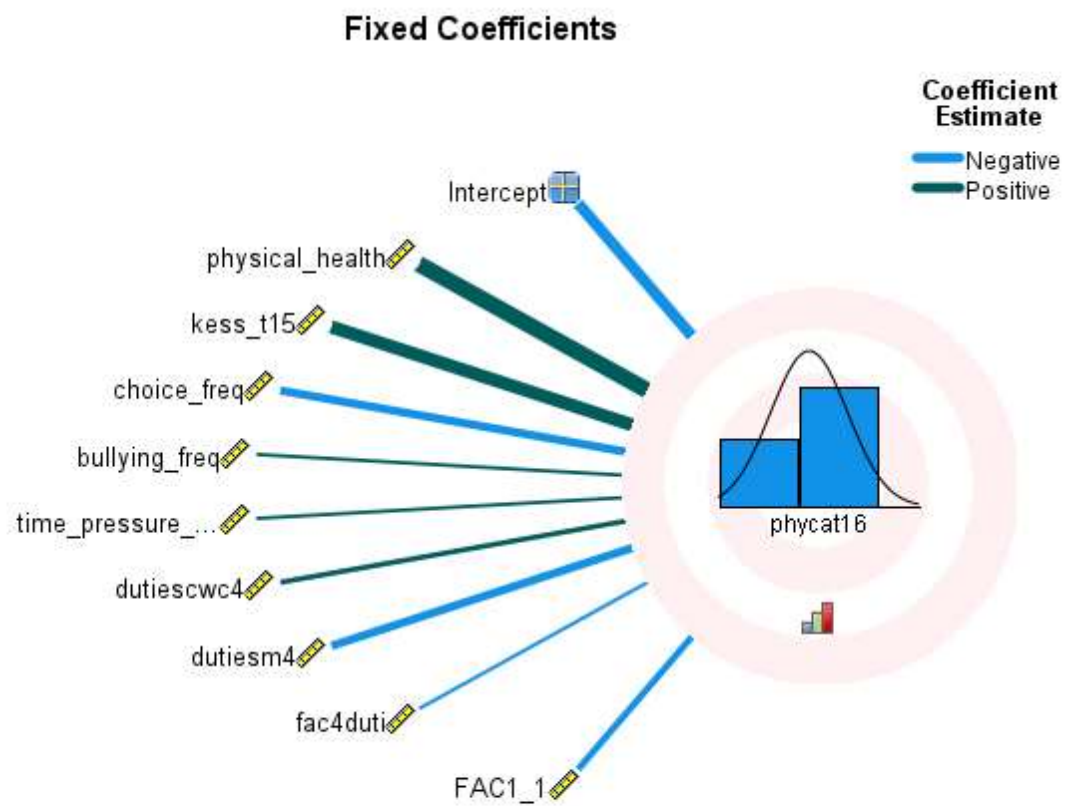 Fixed Coefficients
Coefficient
Estimate
Negative
Positive
Intercept
physical_health
kess_t15
choice_freq
bullying_freq
time_pressure_...
dutiescwc4
dutiesm4
fac4duti
FAC1_1
phycat16